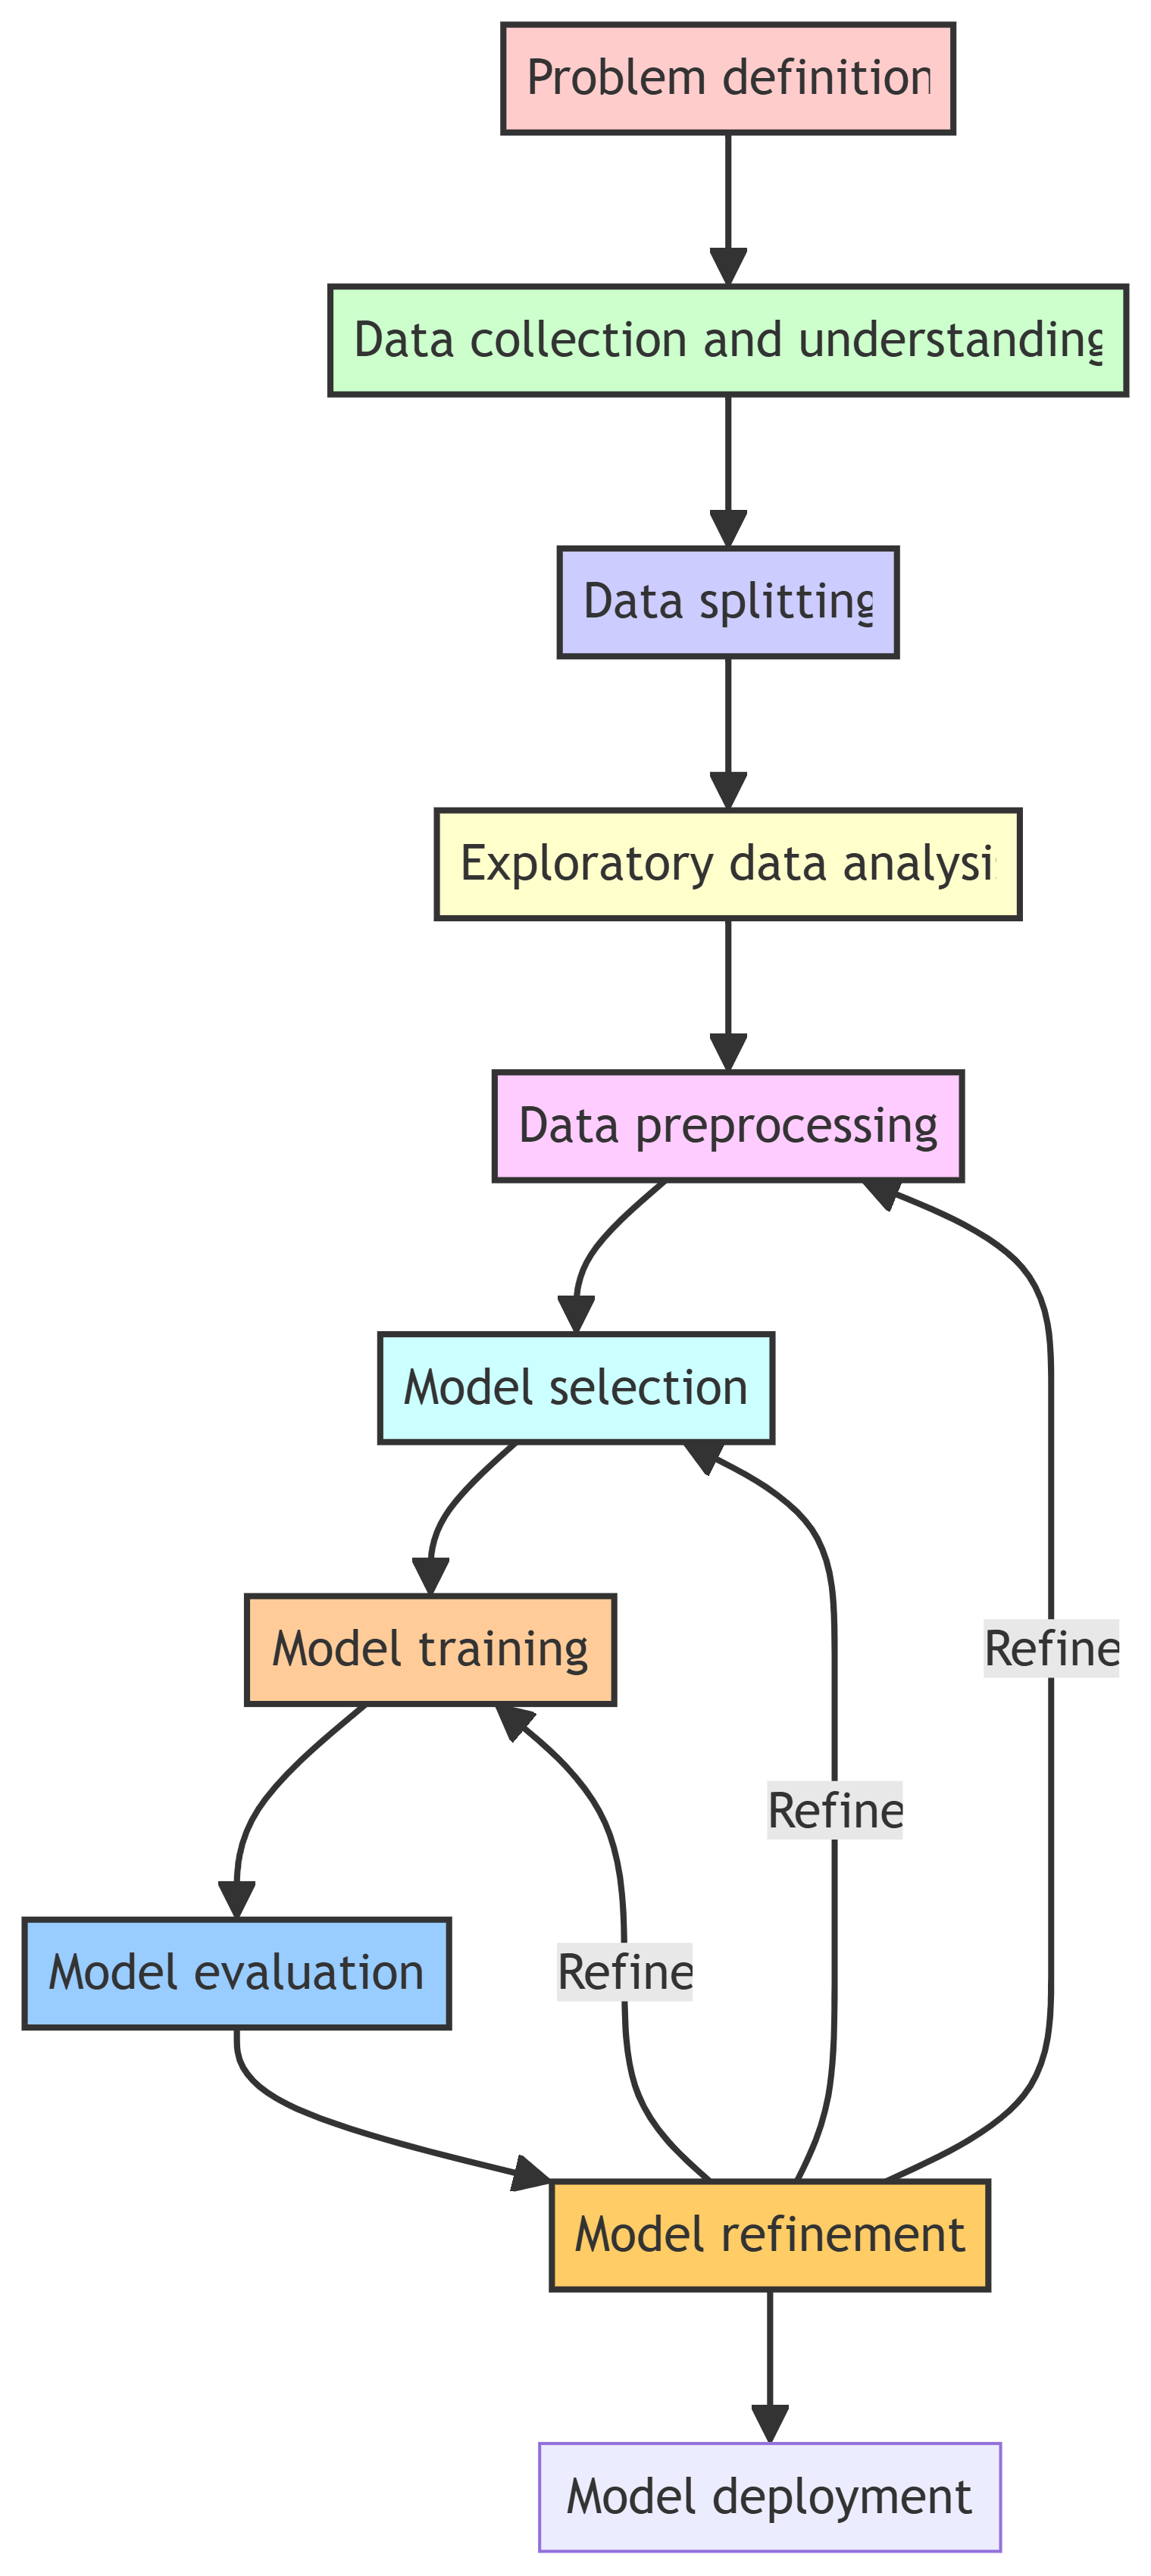 Problem definition
Data collection and understanding
Data splitting
Exploratory data analysis
Data preprocessing
Model selection
Model training
Refine
Refine
Model evaluation
Refine
Model refinement
Model deployment